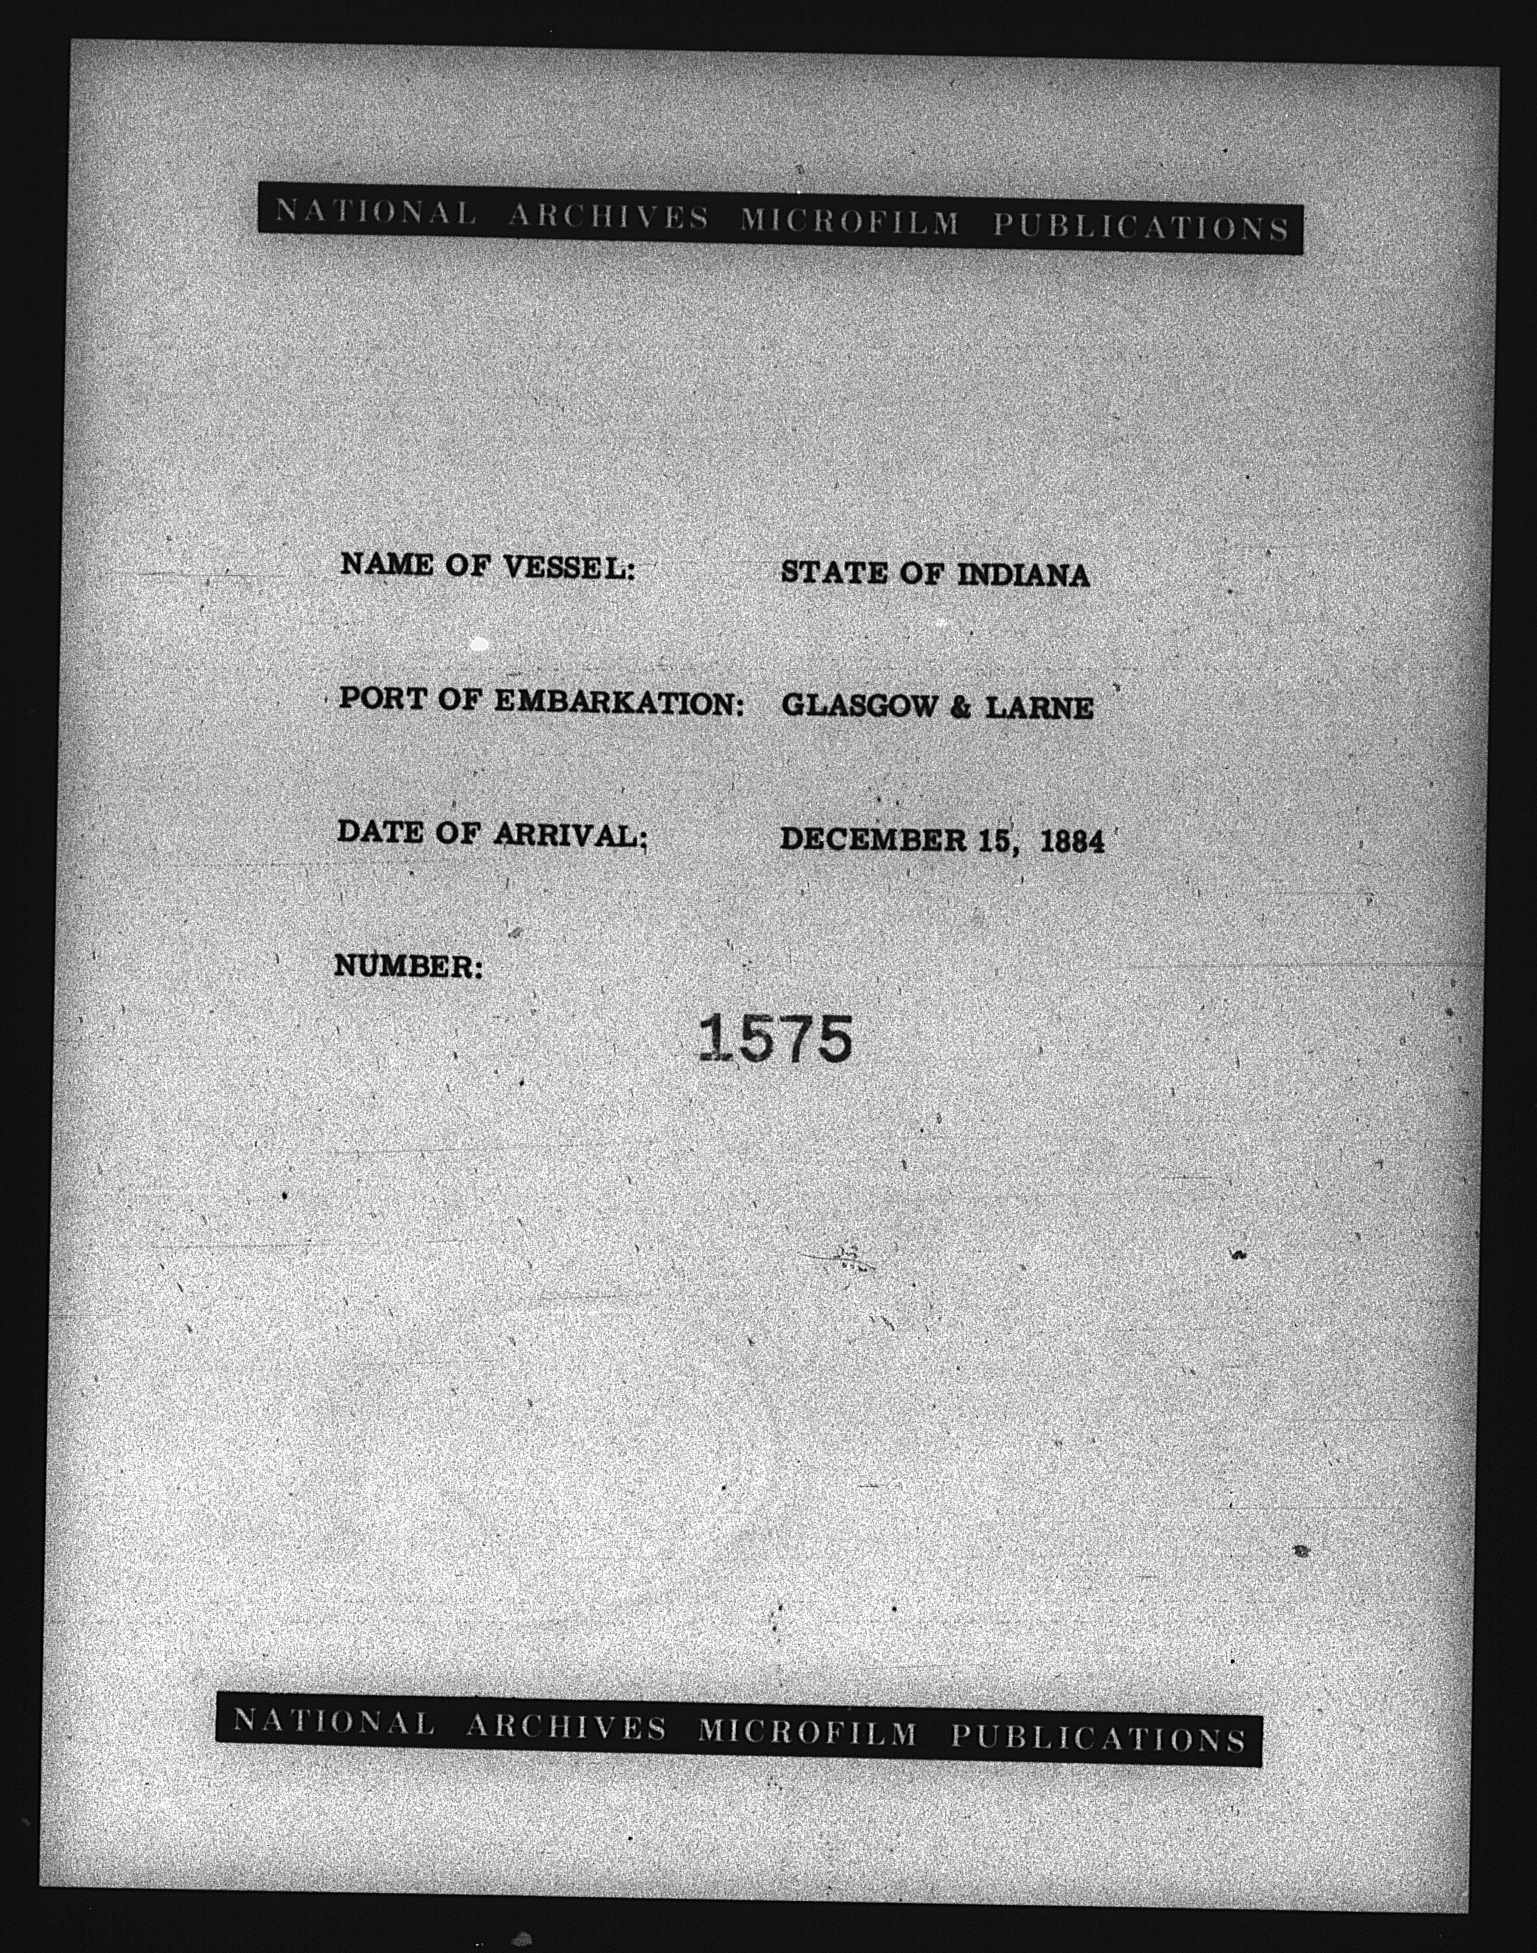 NATIONAL ARCHIVES MICROFILM PUBLICATIONS
NAME OF VESSEL: STATE OF INDIANA
PORT OF EMBARKATION: GLASGOW & LARNE
DATE OF ARRIVAL: DECEMBER 15, 1884
NUMBER:
1575
NATIONAL ARCHIVES MICROFILM PUBLICATIONS